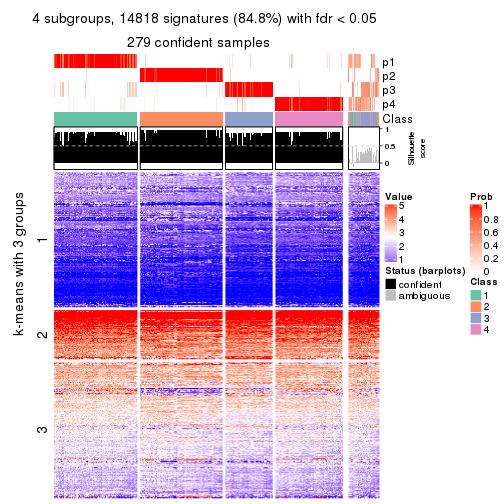 4 subgroups, 14818 signatures (84.8%) with fdr < 0.05
279 confident samples
p1
p2
p3
p4
Class
1
0.5
0
Silhouette
score
k-means with 3 groups
1
2
3
Value
5
4
3
2
1
Status (barplots)
confident
ambiguous
Prob
1
0.8
0.6
0.4
0.2
0
Class
1
2
3
4